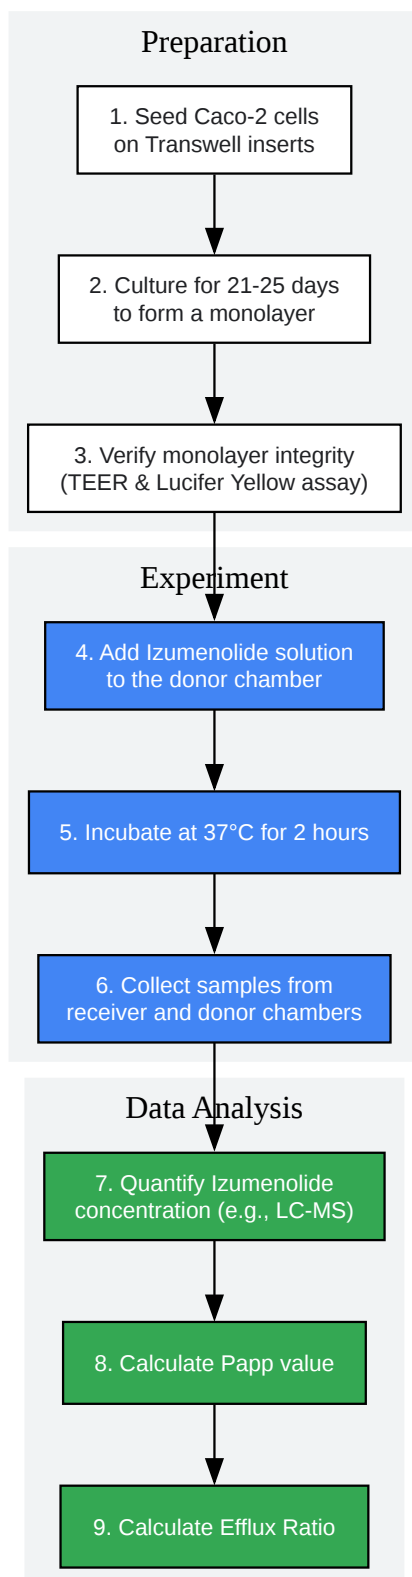 Preparation
1. Seed Caco-2 cells
on Transwell inserts
2. Culture for 21-25 days
to form a monolayer
3. Verify monolayer integrity
(TEER & Lucifer Yellow assay)
Experiment
4. Add Izumenolide solution
to the donor chamber
5. Incubate at 37°C for 2 hours
6. Collect samples from
receiver and donor chambers
Data Analysis
7. Quantify Izumenolide
concentration (e.g., LC-MS)
8. Calculate Papp value
9. Calculate Efflux Ratio